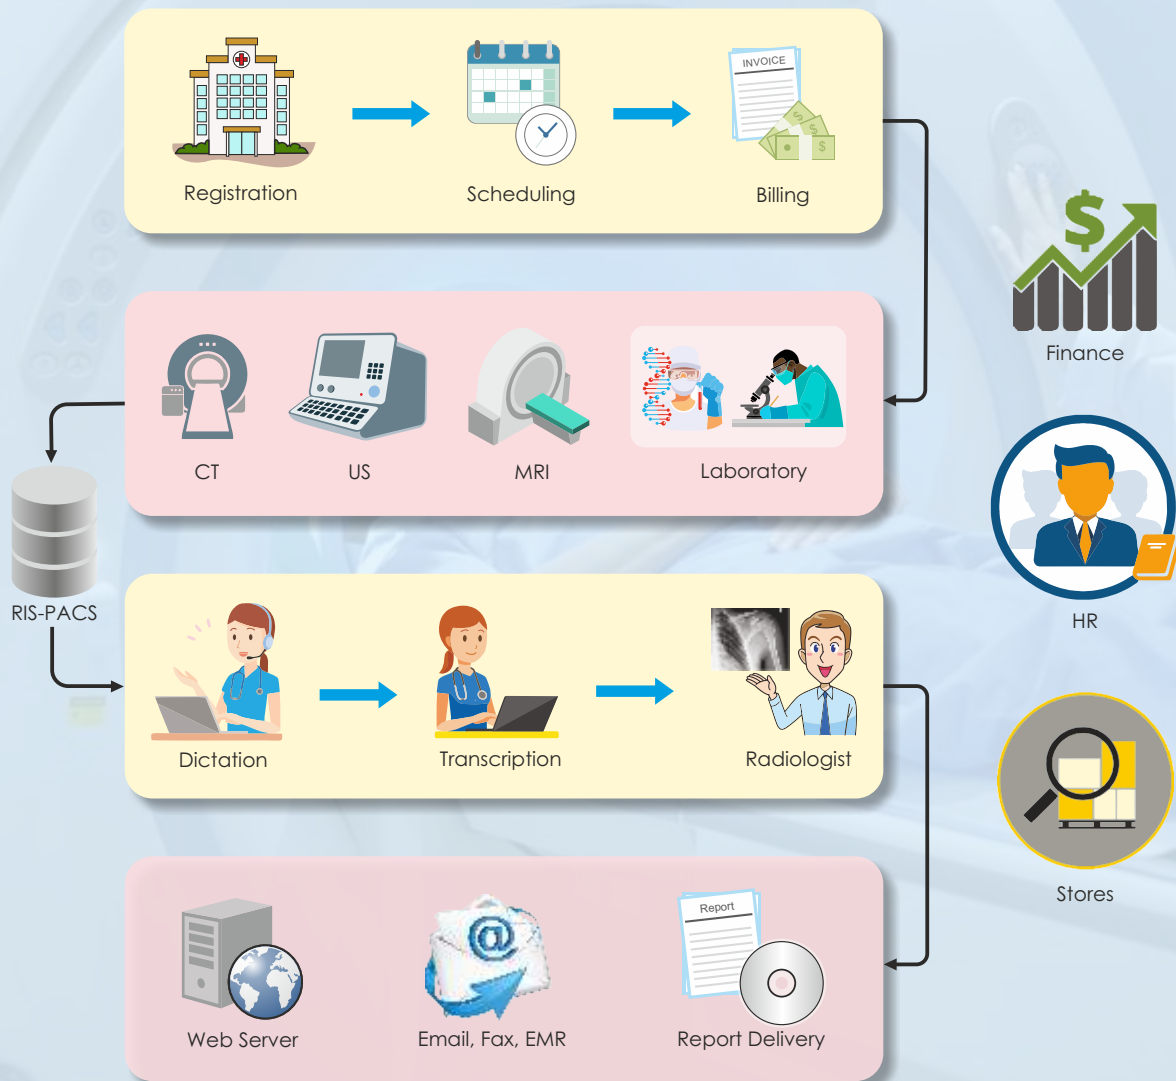 INVOICE
Registration
Scheduling
Billing
CT
US
MRI
Laboratory
RIS-PACS
Dictation
Transcription
Radiologist
Report
Web Server
Email, Fax, EMR
Report Delivery
$
Finance
HR
Stores